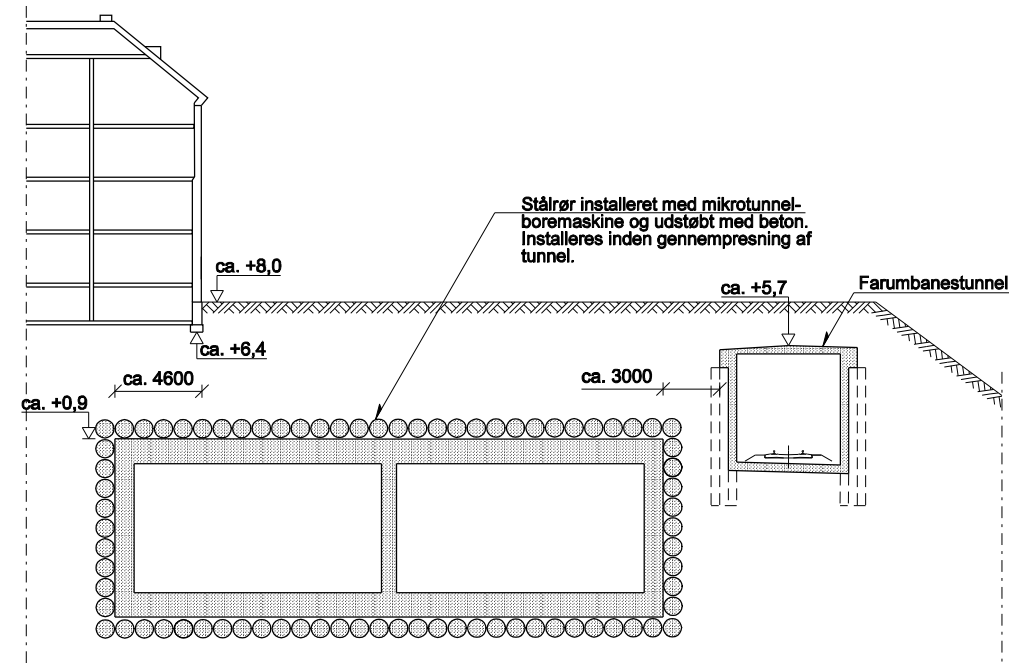 Stålrør installeret med mikrotunnel-
boremaskine og udstøbt med beton.
Installeres inden gennempresning af
tunnel.
ca. +8,0
ca. +5,7
Farumbanestunnel
ca. +6,4
ca. 4600
ca. 3000
ca. +0,9